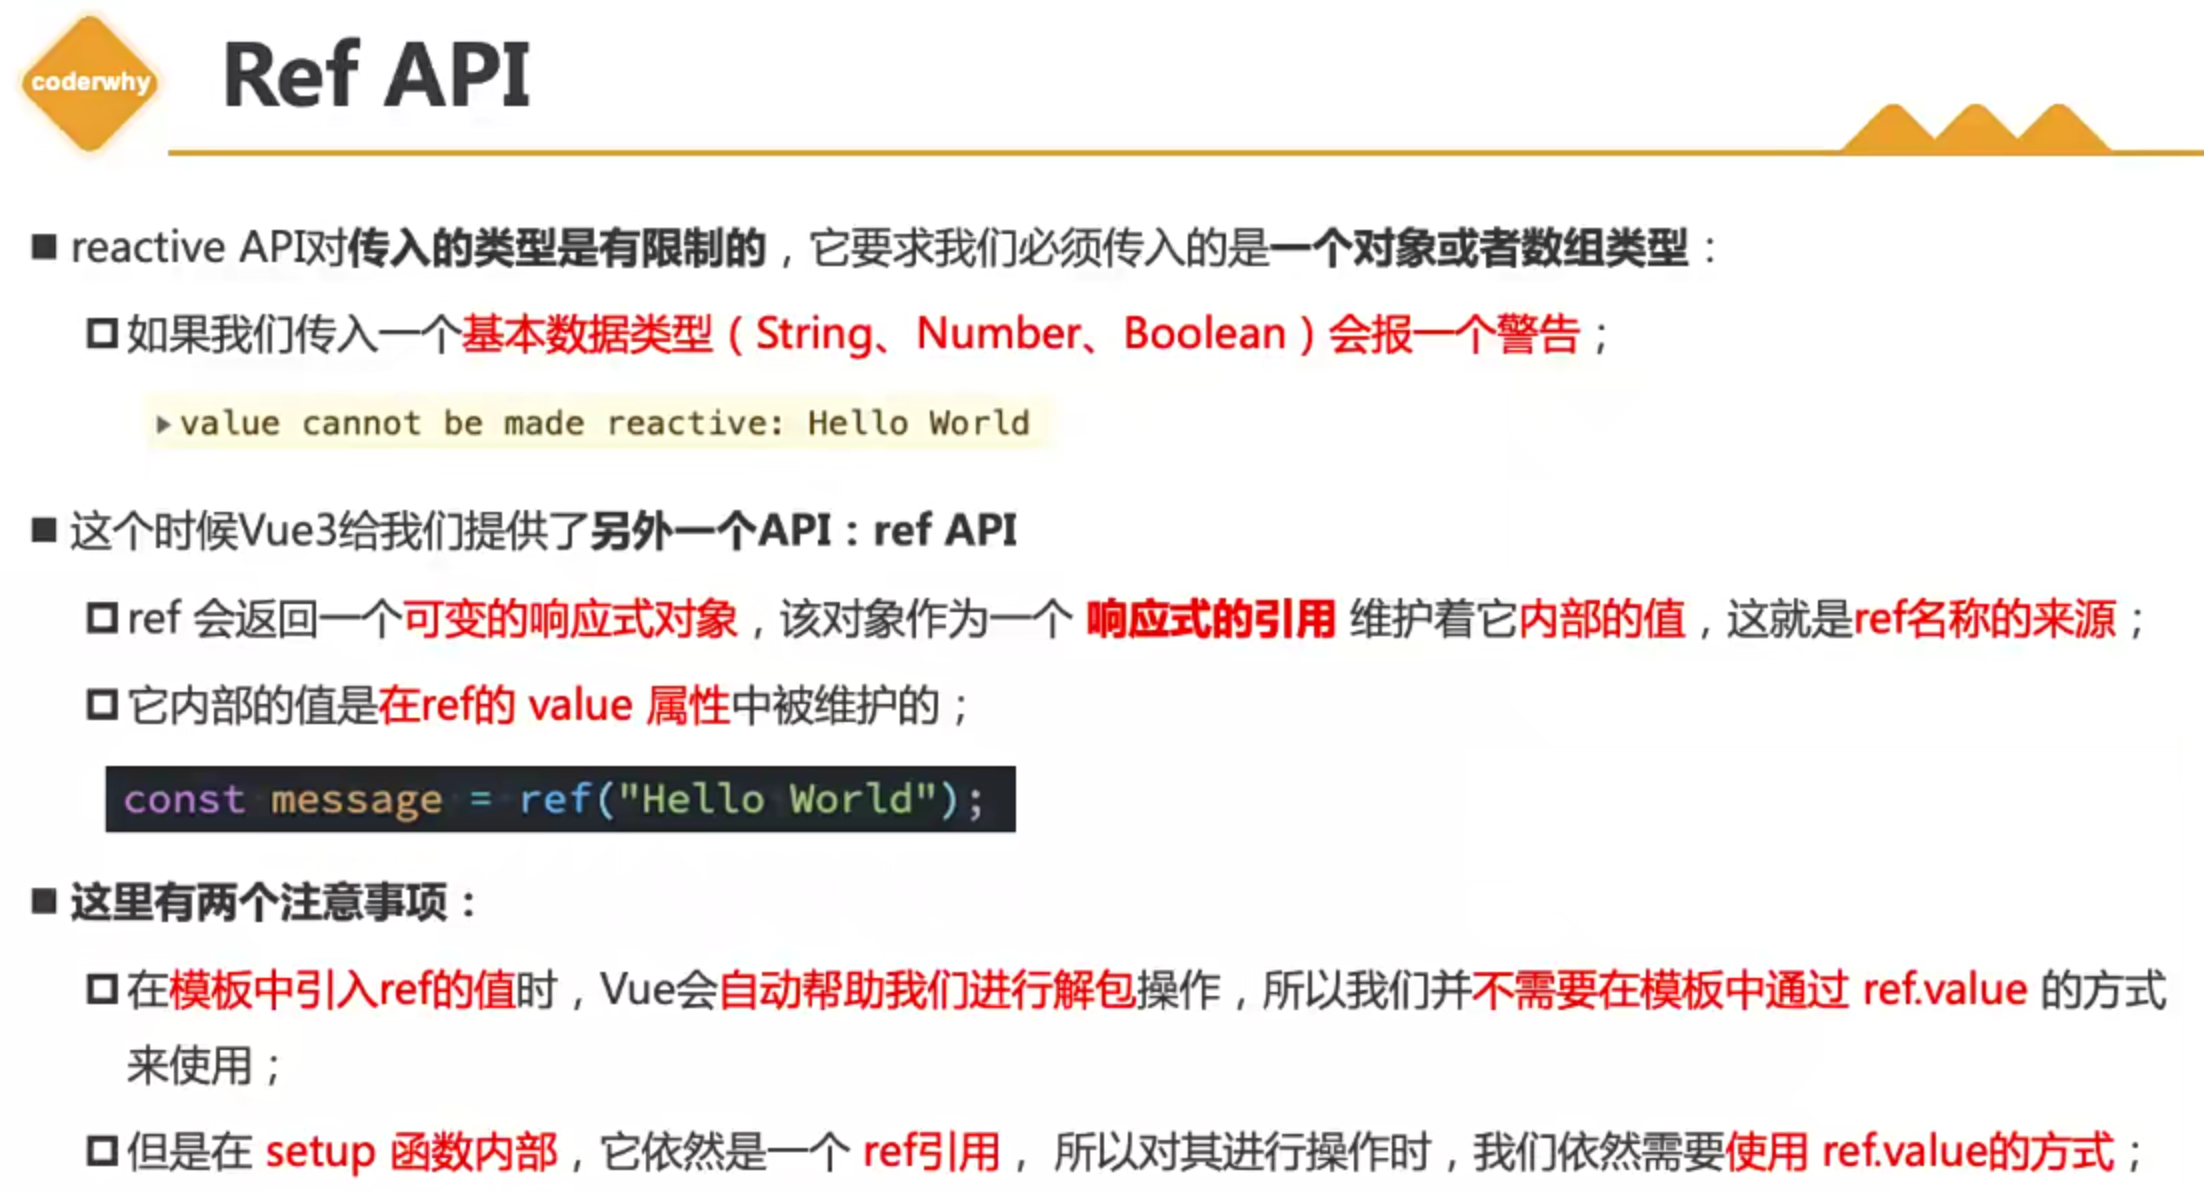 coderwhy
Ref API
■ reactive API对传入的类型是有限制的，它要求我们必须传入的是一个对象或者数组类型：
如果我们传入一个基本数据类型（String、Number、Boolean）会报一个警告；
value cannot be made reactive: Hello World
■ 这个时候Vue3给我们提供了另外一个API：ref API
ref 会返回一个可变的响应式对象，该对象作为一个 响应式的引用 维护着它内部的值，这就是ref名称的来源；
它内部的值是在ref的 value 属性中被维护的；
const message = ref("Hello World");
■ 这里有两个注意事项：
在模板中引入ref的值时，Vue会自动帮助我们进行解包操作，所以我们并不需要在模板中通过 ref.value 的方式
来使用；
但是在 setup 函数内部，它依然是一个 ref引用， 所以对其进行操作时，我们依然需要使用 ref.value的方式；